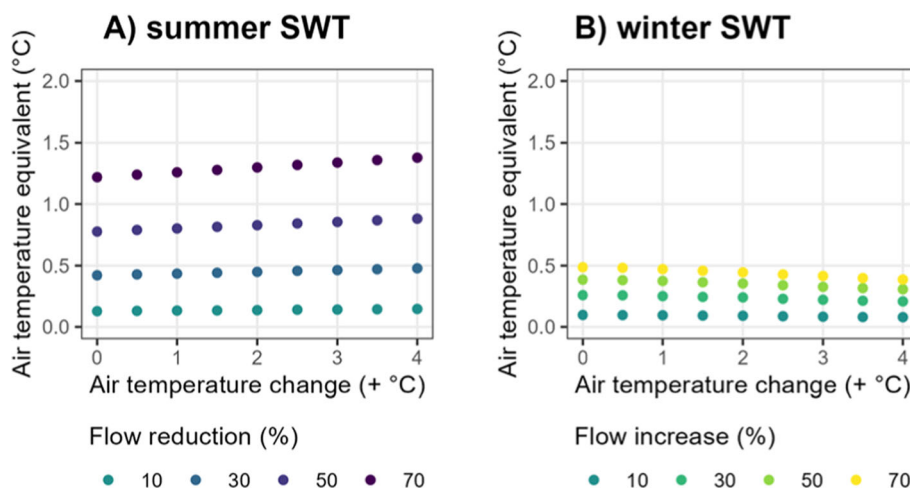 A) summer SWT
Air temperature equivalent (°C)
2.0
1.5
1.0
0.5
0.0
0 1 2 3 4
Air temperature change (+ °C)
Flow reduction (%)
10 30 50 70
B) winter SWT
Air temperature equivalent (°C)
2.0
1.5
1.0
0.5
0.0
0 1 2 3 4
Air temperature change (+ °C)
Flow increase (%)
10 30 50 70